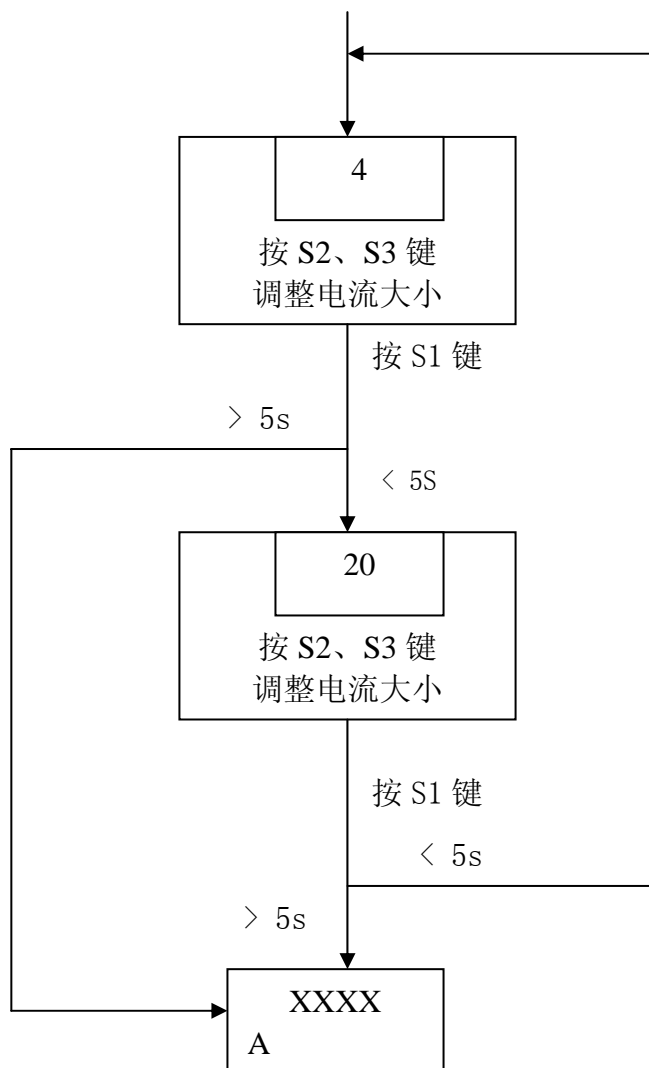 4
按 S2、S3 键
调整电流大小
按 S1 键
> 5s
< 5S
20
按 S2、S3 键
调整电流大小
按 S1 键
< 5s
> 5s
XXXX
A